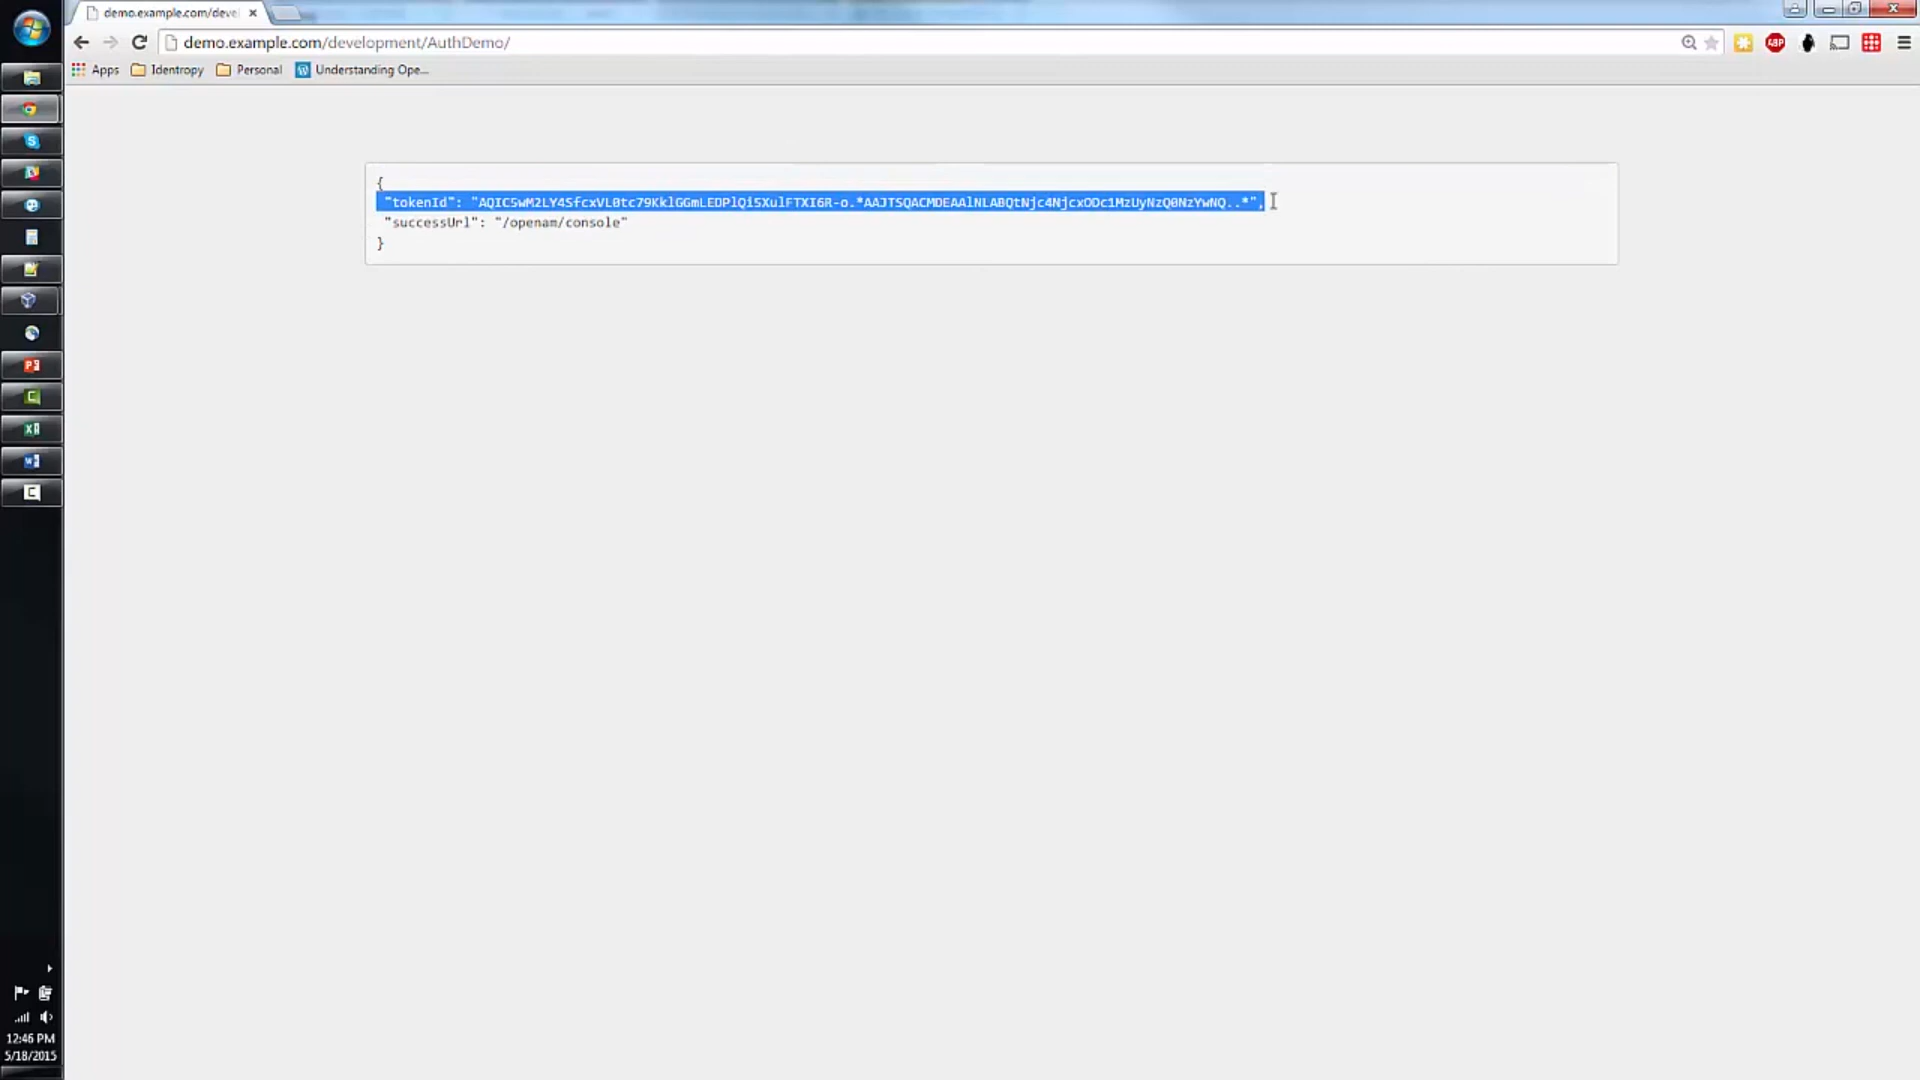 demo.example.com/deve
demo.example.com/development/AuthDemo/
ABP
Apps
Identropy
Personal
Understanding Ope...
{
"tokenId": "AQIC5wM2LY4SfcxVL0tc79KklGGmLEDPlQi5XulFTXI6R-o.*AAJTSQACMDEAAlNLABQtNjc4NjcxODc1MzUyNzQ0NzYwNQ..*",
"successUrl": "/openam/console"
}
12:46 PM
5/18/2015